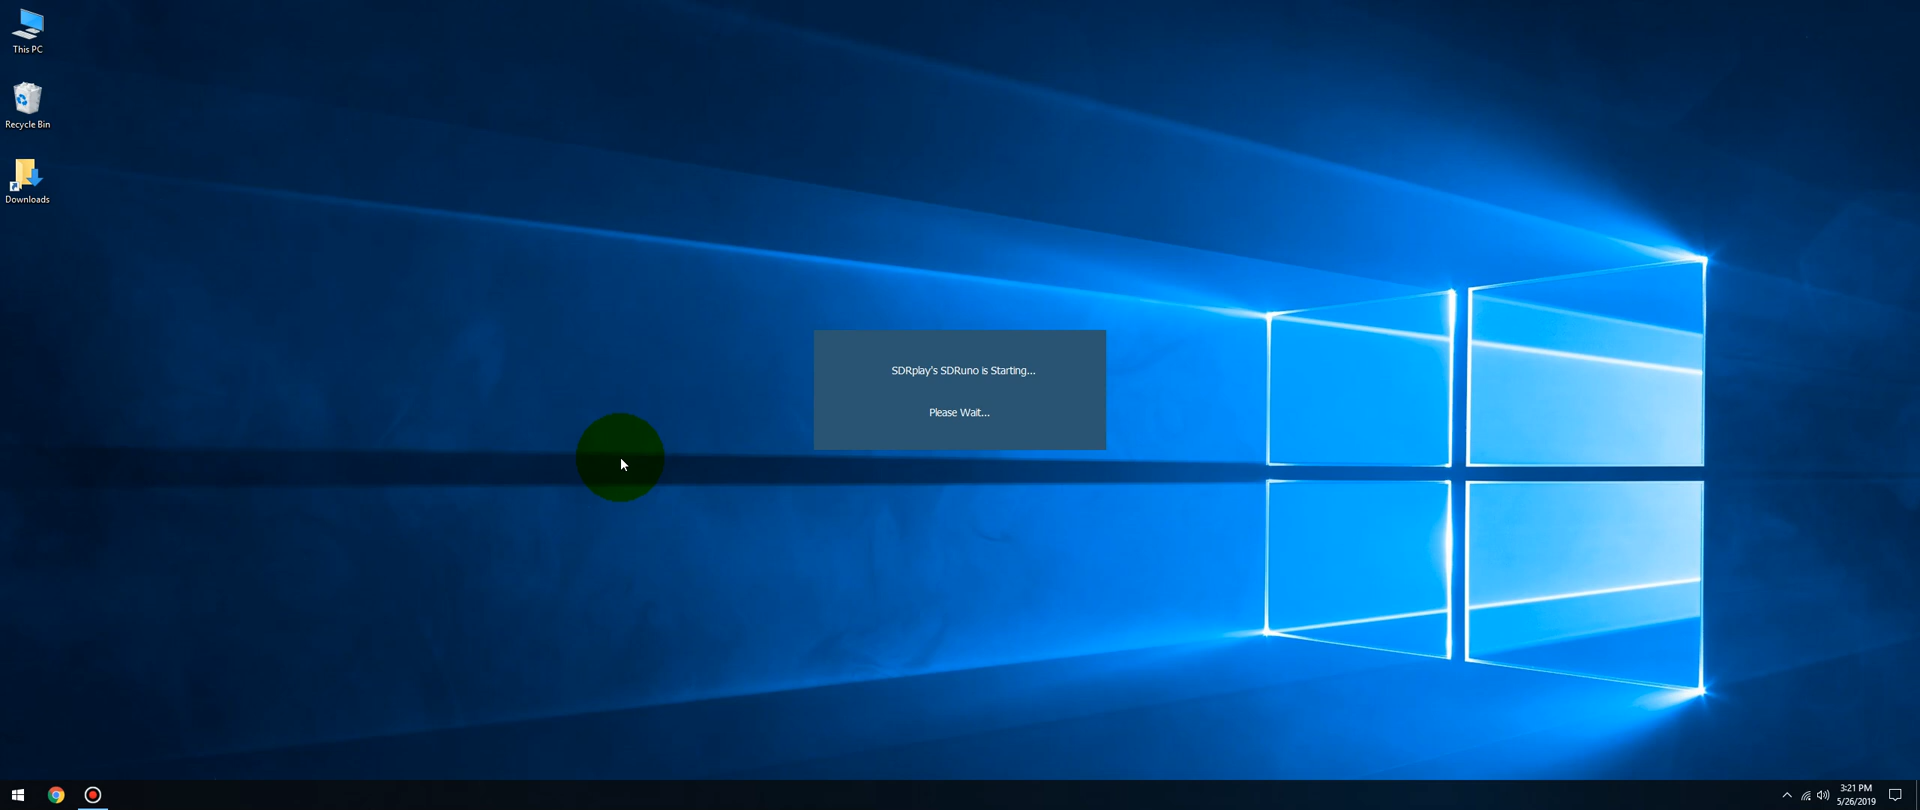 This PC
Recycle Bin
Downloads
SDRplay's SDRuno is Starting...
Please Wait...
3:21 PM
5/26/2019